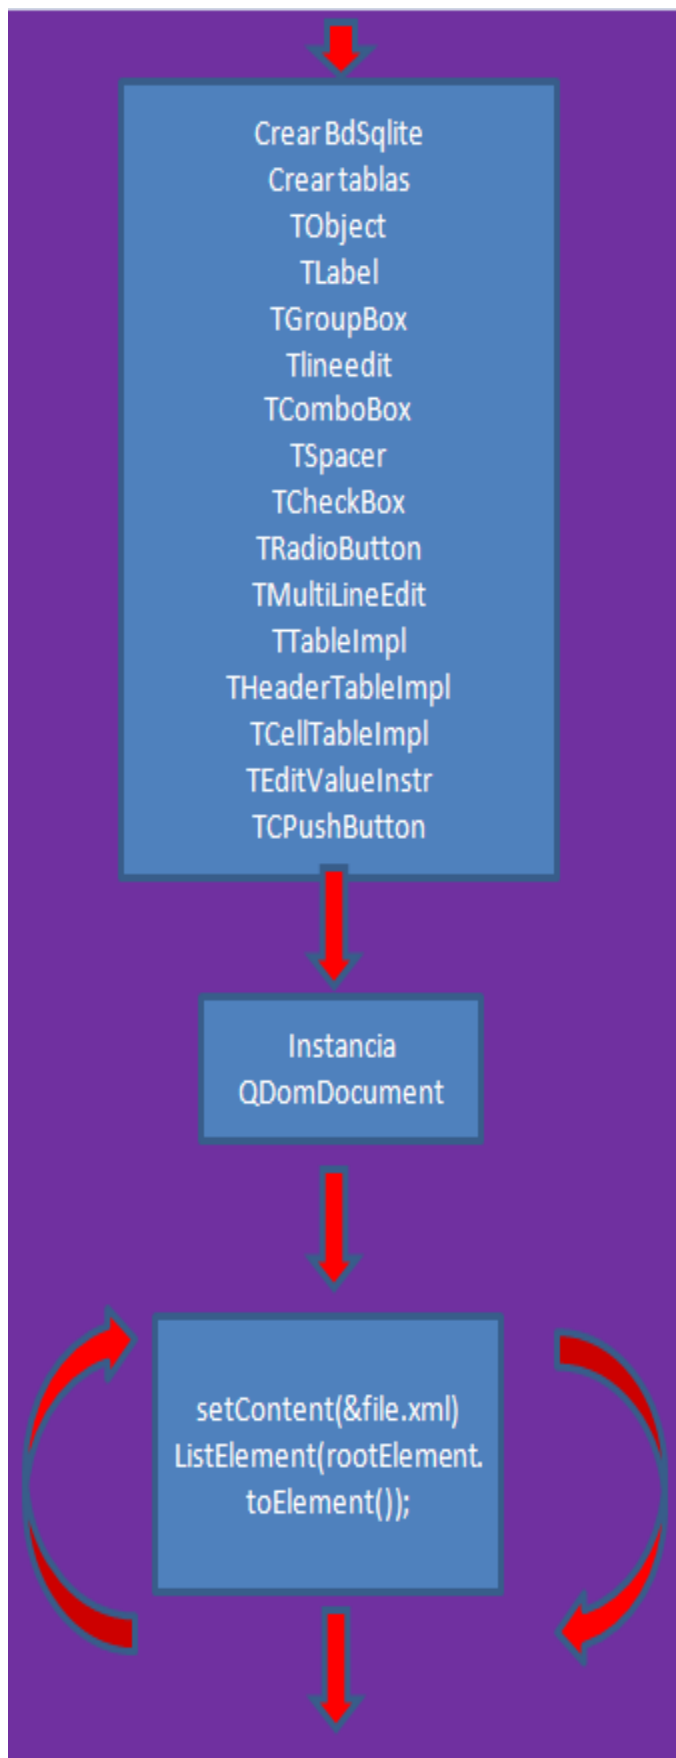 Crear BdSqlite
Crear tablas
TObject
TLabel
TGroupBox
Tlineedit
TComboBox
TSpacer
TCheckBox
TRadioButton
TMultiLineEdit
TTableImpl
THeaderTableImpl
TCellTableImpl
TEditValueInstr
TCPushButton
Instancia
QDomDocument
setContent(&file.xml)
ListElement(rootElement.
toElement());